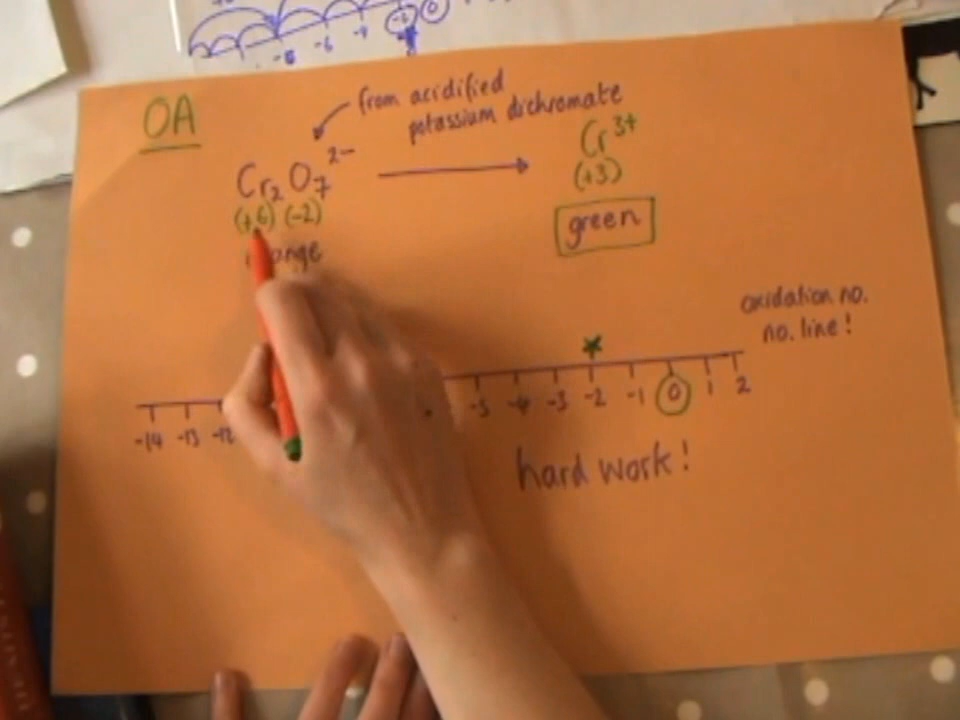 OA
from acidified
potassium dichromate
Cr2O7 2- → Cr3+
(+6) (-2) (+3)
orange green
oxidation no.
no. line!
-14 -13 -12 -5 -4 -3 -2 -1 0 1 2
hard work!